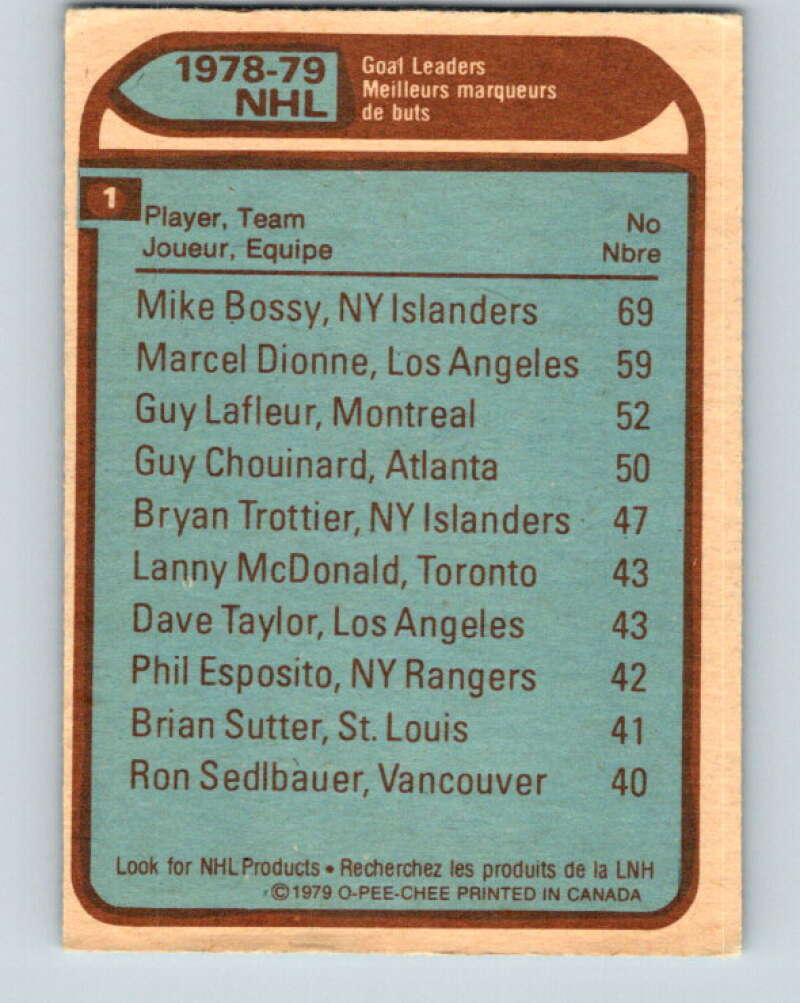 1978-79 NHL
Goal Leaders
Meilleurs marqueurs
de buts
1
Player, Team No
Joueur, Equipe Nbre
Mike Bossy, NY Islanders 69
Marcel Dionne, Los Angeles 59
Guy Lafleur, Montreal 52
Guy Chouinard, Atlanta 50
Bryan Trottier, NY Islanders 47
Lanny McDonald, Toronto 43
Dave Taylor, Los Angeles 43
Phil Esposito, NY Rangers 42
Brian Sutter, St. Louis 41
Ron Sedlbauer, Vancouver 40
Look for NHL Products • Recherchez les produits de la LNH
©1979 O-PEE-CHEE PRINTED IN CANADA